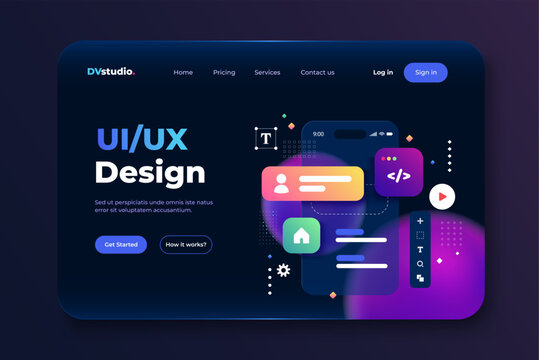 DVstudio.
Home
Pricing
Services
Contact us
Log in
Sign in
UI/UX
Design
Sed ut perspiciatis unde omnis iste natus
error sit voluptatem accusantium.
Get Started
How it works?
T
9:00
</>
T